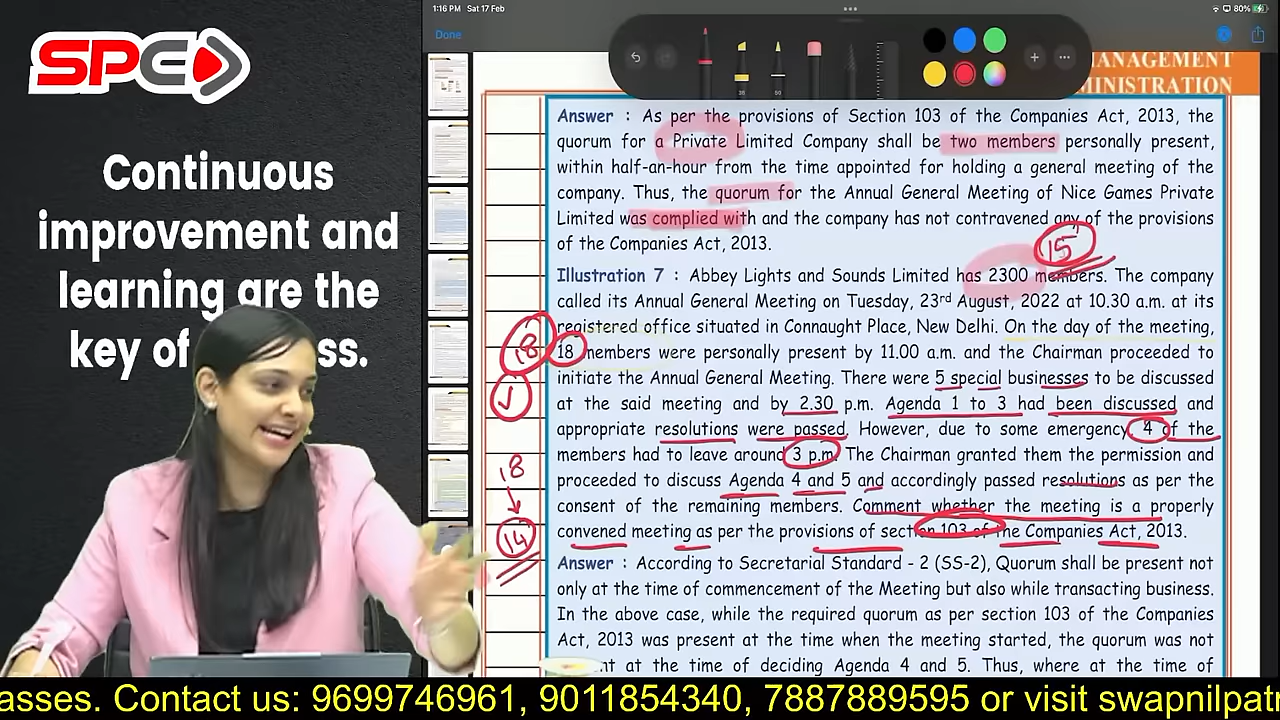 1:16 PM Sat 17 Feb
80%
Done
SPC
Continuous
improvement and
learning are the
key of ss.
ANAGEMENT
MINI TION
Answer : As per provisions of Se 103 of the Companies Act, 2013, the
quorum for a Private Limited Company shall be two members personally present,
within half-an-hour from the time appointed for holding a general meeting of the
company. Thus, the quorum for the Annual General Meeting of Nice Private
Limited was complied with and the company has not contravened any of the provisions
of the Companies Act, 2013.
15
Illustration 7 : Abey Lights and Sounds Limited has 2300 members. The company
called its Annual General Meeting on Tuesday, 23rd August, 2022 at 10.30 at its
registered office situated in New Delhi. On the day of the meeting,
18 were personally present by 10.30 and the chairman proceeded to
initiate the Annual General Meeting. There were 5 special business to be discussed
at the meeting and by 2.30 p.m. Agenda 1 to 3 had been discussed and
appropriate resolutions were passed. However, due to some urgency, of the
members had to leave around 3 p.m. The Chairman granted them the permission and
proceeded to discuss Agenda 4 and 5 and accordingly passed resolutions as per the
consent of the remaining members. Comment whether the meeting is a properly
convened meeting as per the provisions of section 103 of the Companies Act, 2013.
18
18
14
Answer : According to Secretarial Standard - 2 (SS-2), Quorum shall be present not
only at the time of commencement of the Meeting but also while transacting business.
In the above case, while the required quorum as per section 103 of the Companies
Act, 2013 was present at the time when the meeting started, the quorum was not
nt at the time of deciding Agenda 4 and 5. Thus, where at the time of
asses. Contact us: 9699746961, 9011854340, 7887889595 or visit swapnilpat